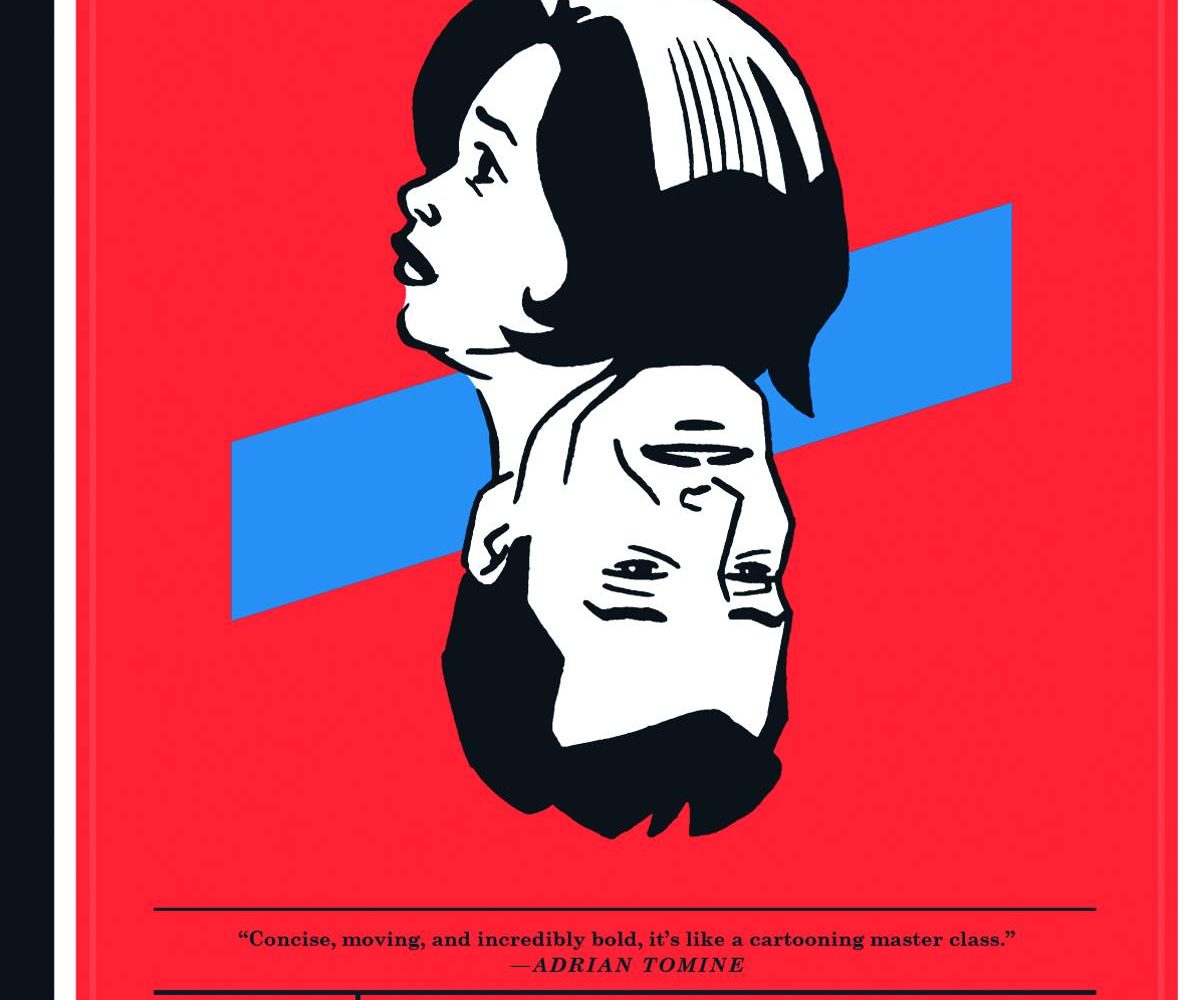 “Concise, moving, and incredibly bold, it’s like a cartooning master class.”
—ADRIAN TOMINE